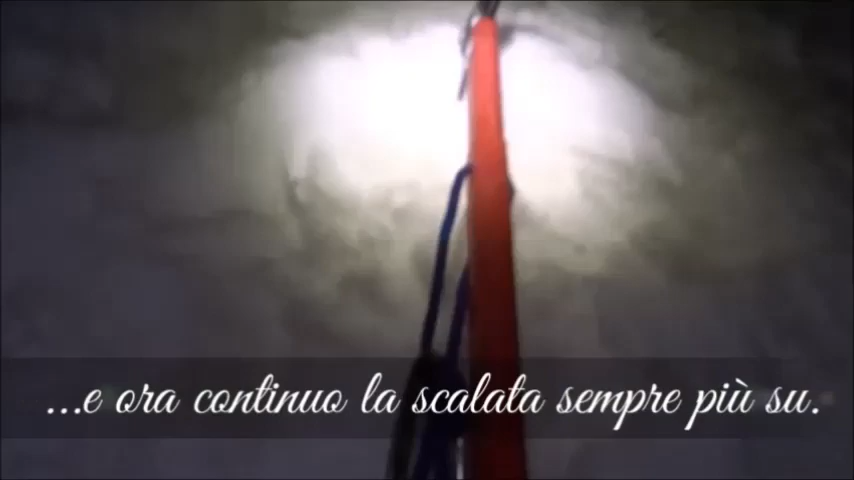 ...e ora continuo la scalata sempre più su.